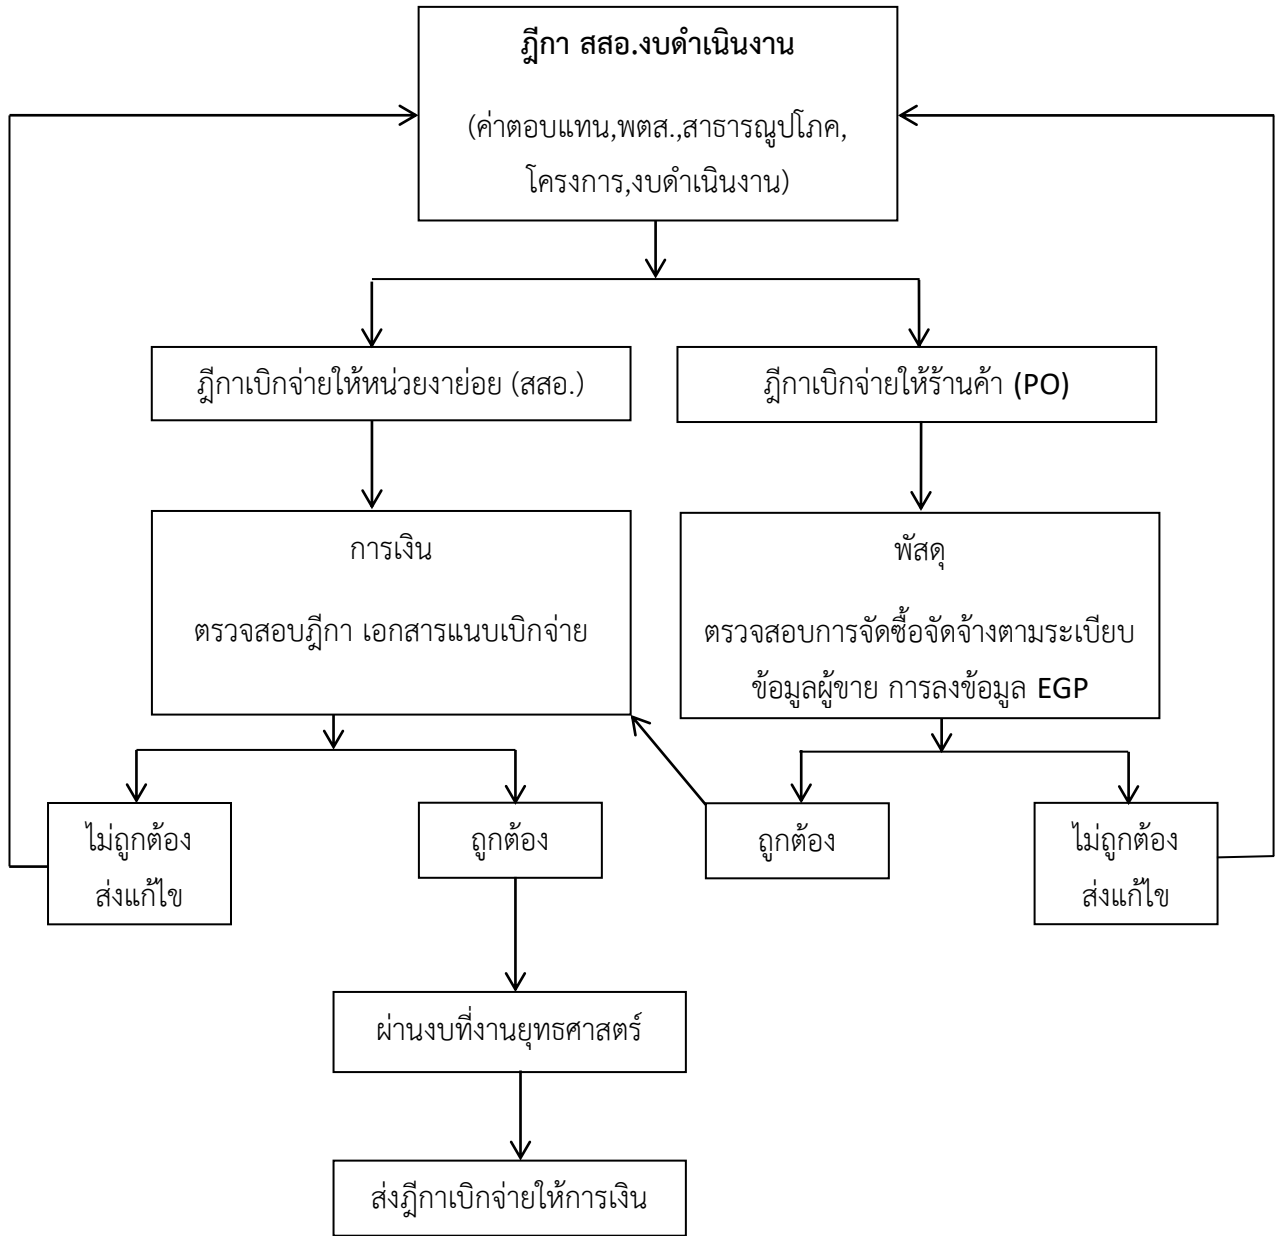 ฎีกา สสอ.งบดำเนินงาน
(ค่าตอบแทน,พตส.,สาธารณูปโภค,
โครงการ,งบดำเนินงาน)
ฎีกาเบิกจ่ายให้หน่วยงาย่อย (สสอ.)
ฎีกาเบิกจ่ายให้ร้านค้า (PO)
การเงิน
ตรวจสอบฎีกา เอกสารแนบเบิกจ่าย
พัสดุ
ตรวจสอบการจัดซื้อจัดจ้างตามระเบียบ
ข้อมูลผู้ขาย การลงข้อมูล EGP
ไม่ถูกต้อง
ส่งแก้ไข
ถูกต้อง
ถูกต้อง
ไม่ถูกต้อง
ส่งแก้ไข
ผ่านงบที่งานยุทธศาสตร์
ส่งฎีกาเบิกจ่ายให้การเงิน